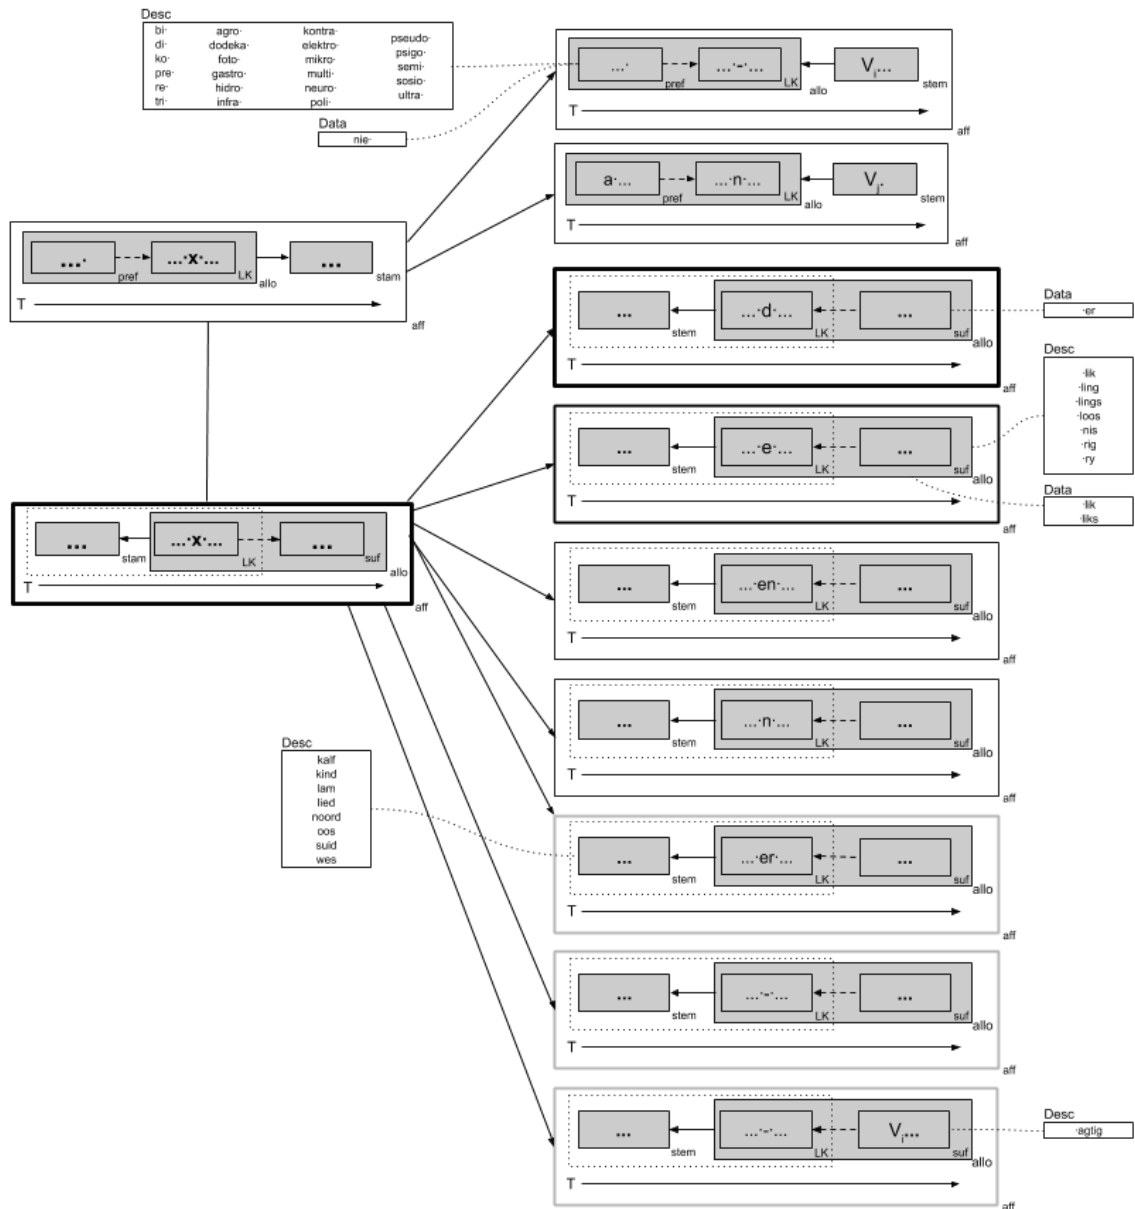 Desc
bi· agro· kontra· pseudo·
di· dodeka· elektro· psigo·
ko· foto· mikro· semi·
pre· gastro· multi· sosio·
re· hidro· neuro· ultra·
tri· infra· poli·
Data
nie·
...· ...·-·... Vᵢ...
pref LK allo stem
T
aff
a·... ...·n·... Vⱼ.
pref LK allo stem
T
aff
...· ...·x·... ...
pref LK allo stam
T
aff
... ...·d·... ...
stem LK suf allo
T
aff
Data
·er
Desc
·lik
·ling
·lings
·loos
·nis
·rig
·ry
... ...·e·... ...
stem LK suf allo
T
aff
Data
·lik
·liks
... ...·x·... ...
stam LK suf allo
T
aff
... ...·en·... ...
stem LK suf allo
T
aff
... ...·n·... ...
stem LK suf allo
T
aff
Desc
kalf
kind
lam
lied
noord
oos
suid
wes
... ...·er·... ...
stem LK suf allo
T
aff
... ...·-·... ...
stem LK suf allo
T
aff
... ...·-·... Vᵢ...
stem LK suf allo
T
aff
Desc
·agtig